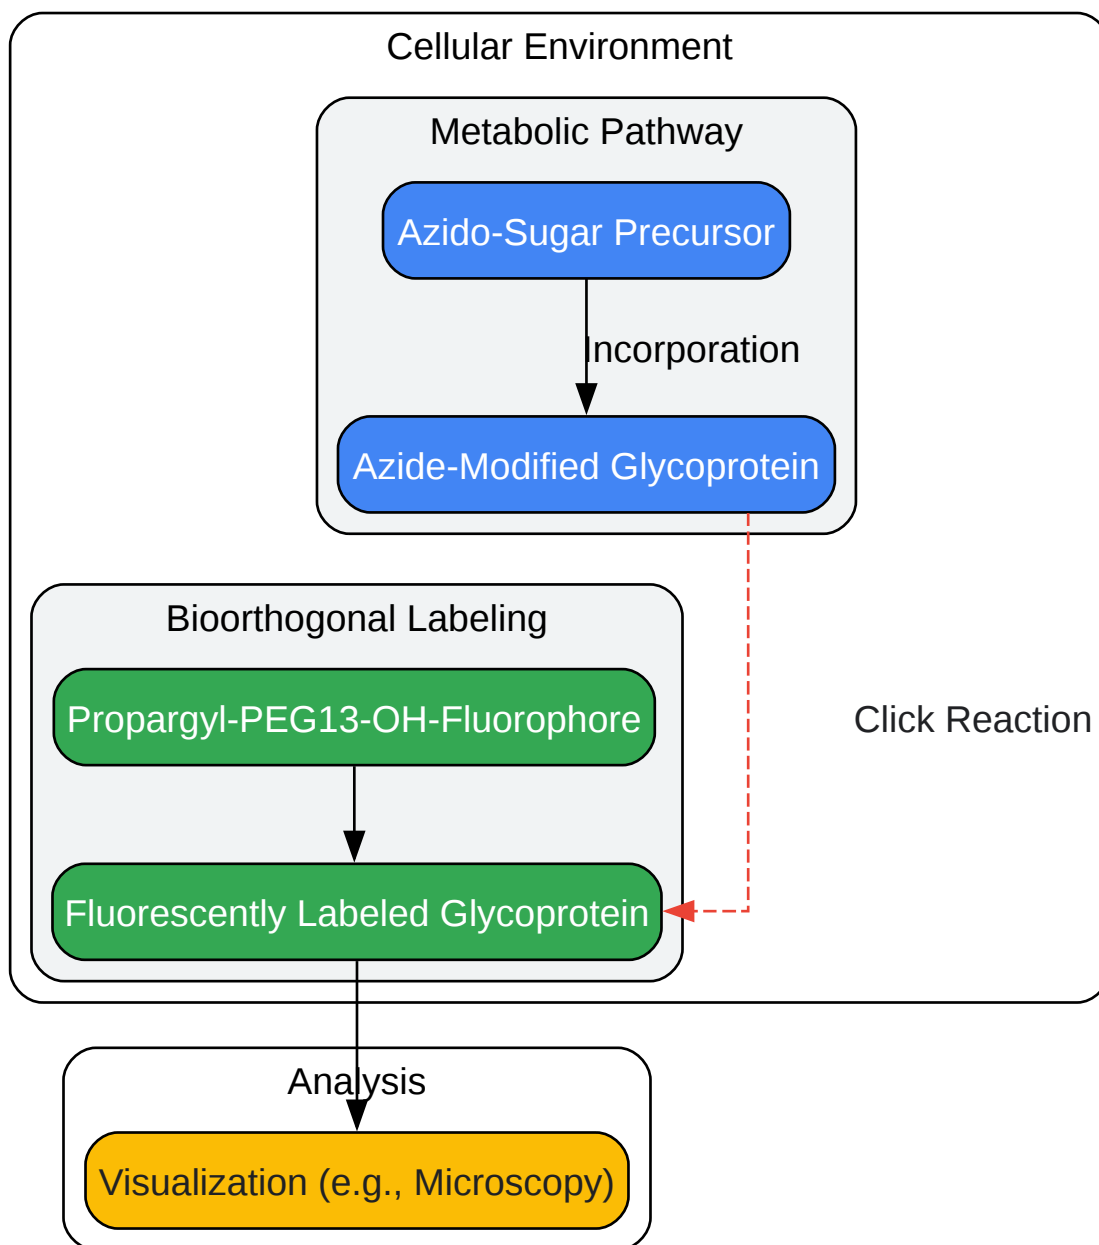 Cellular Environment
Metabolic Pathway
Azido-Sugar Precursor
Incorporation
Azide-Modified Glycoprotein
Bioorthogonal Labeling
Propargyl-PEG13-OH-Fluorophore
Click Reaction
Fluorescently Labeled Glycoprotein
Analysis
Visualization (e.g., Microscopy)